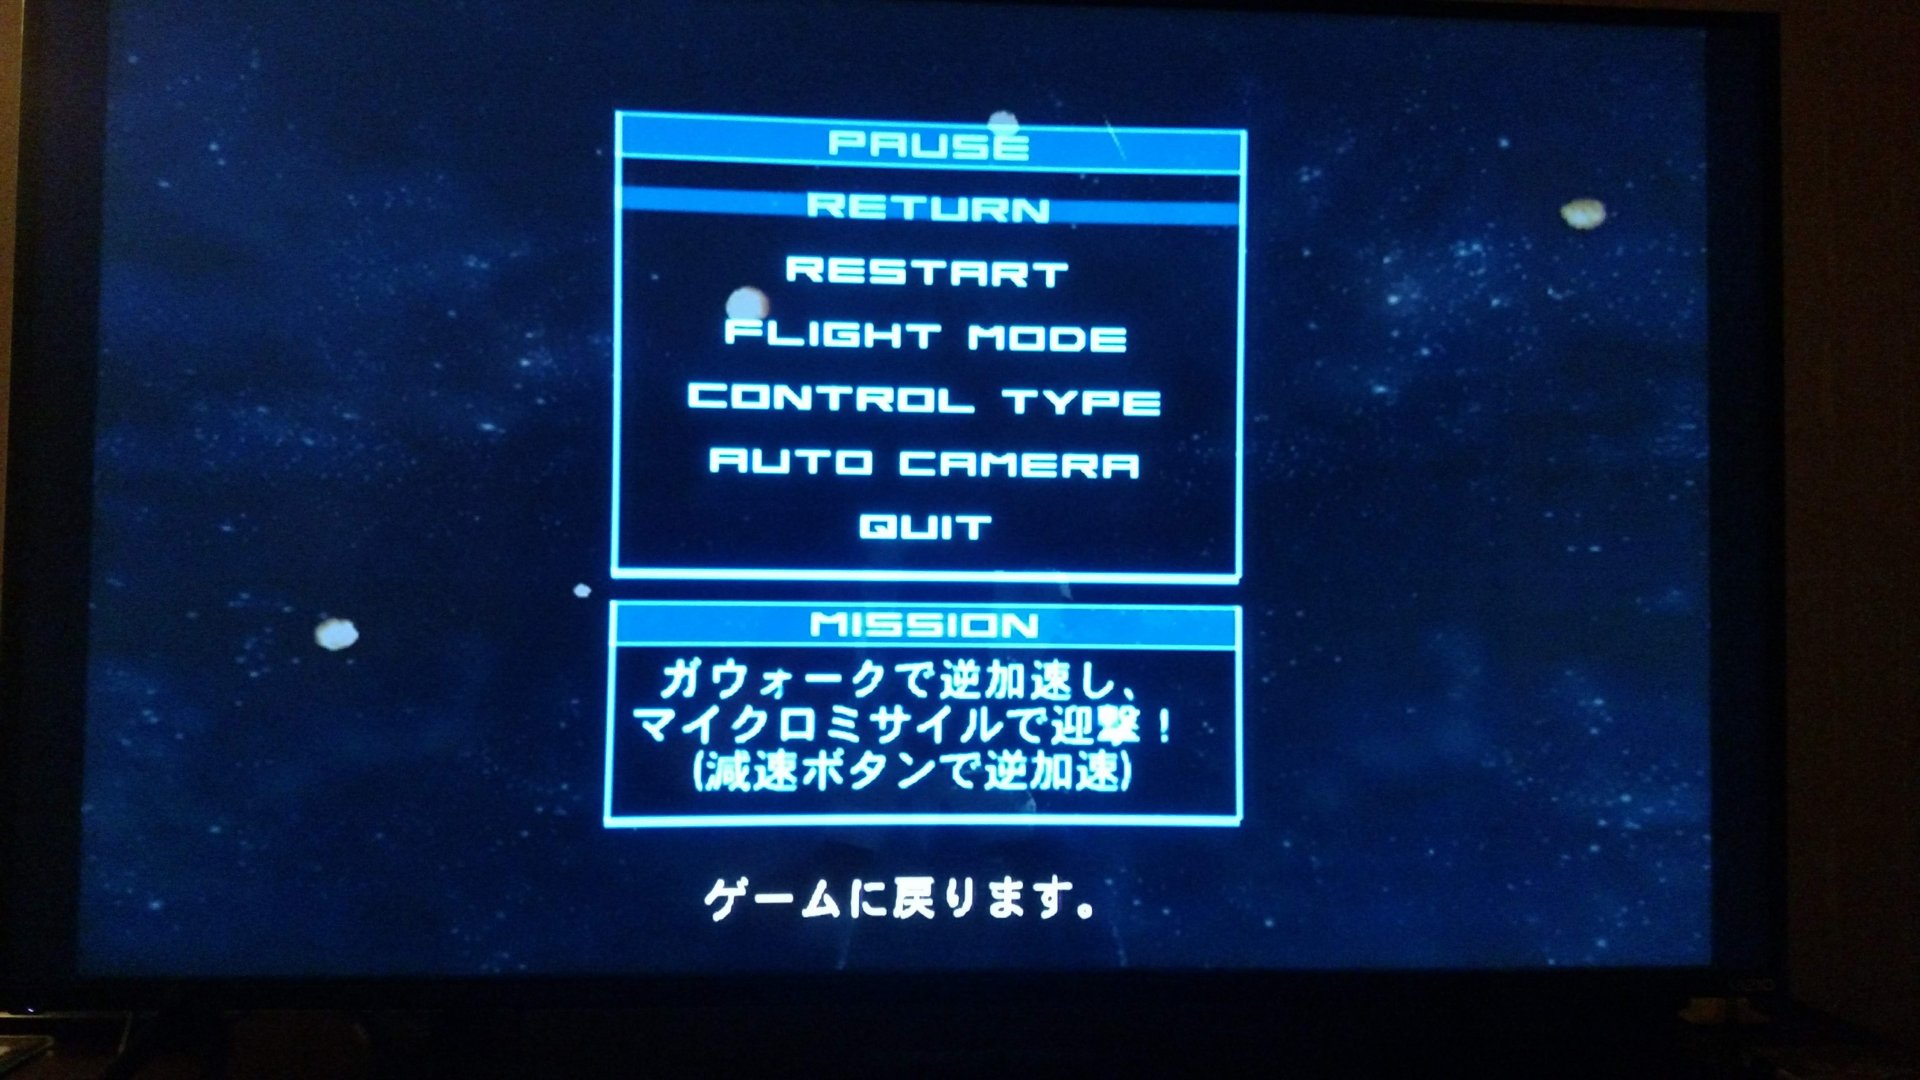 PAUSE
RETURN
RESTART
FLIGHT MODE
CONTROL TYPE
AUTO CAMERA
QUIT
MISSION
ガウォークで逆加速し、
マイクロミサイルで迎撃！
(減速ボタンで逆加速)
ゲームに戻ります。